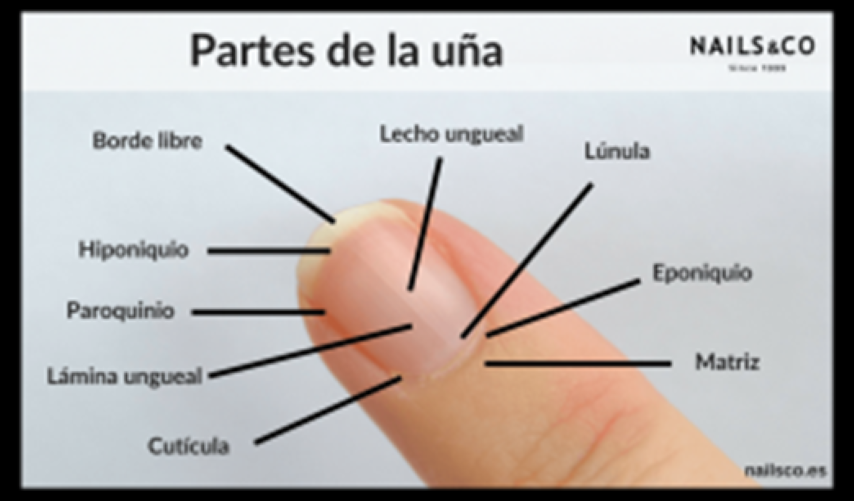 Partes de la uña
NAILS&CO
Since 1999
Borde libre
Lecho ungueal
Lúnula
Hiponiquio
Eponiquio
Paroquinio
Matriz
Lámina ungueal
Cutícula
nailsco.es